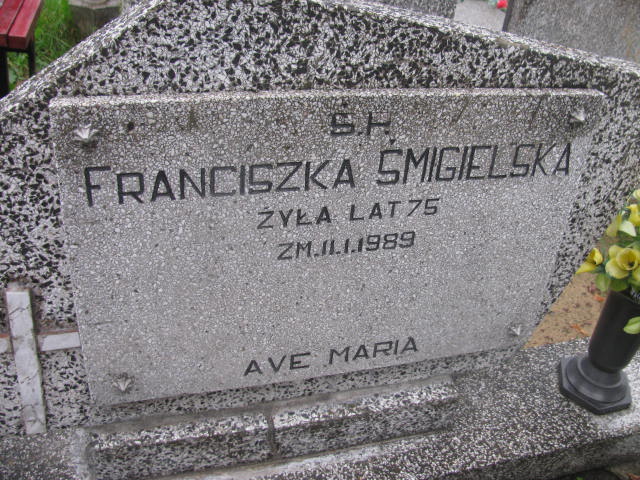 Ś.P.
FRANCISZKA ŚMIGIELSKA
ŻYŁA LAT 75
ZM.11.1.1989
AVE MARIA